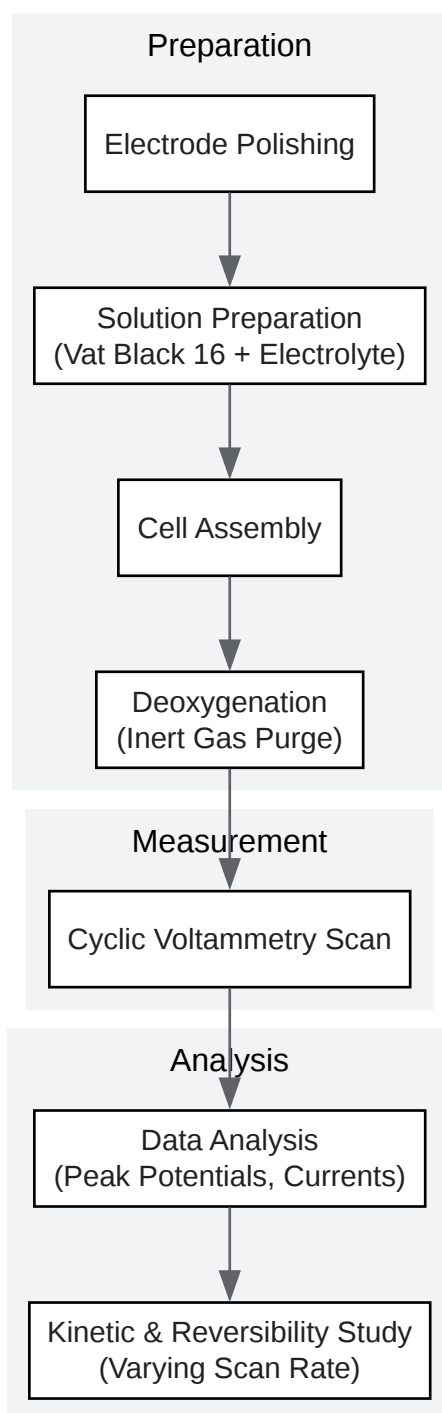 Preparation
Electrode Polishing
Solution Preparation
(Vat Black 16 + Electrolyte)
Cell Assembly
Deoxygenation
(Inert Gas Purge)
Measurement
Cyclic Voltammetry Scan
Analysis
Data Analysis
(Peak Potentials, Currents)
Kinetic & Reversibility Study
(Varying Scan Rate)